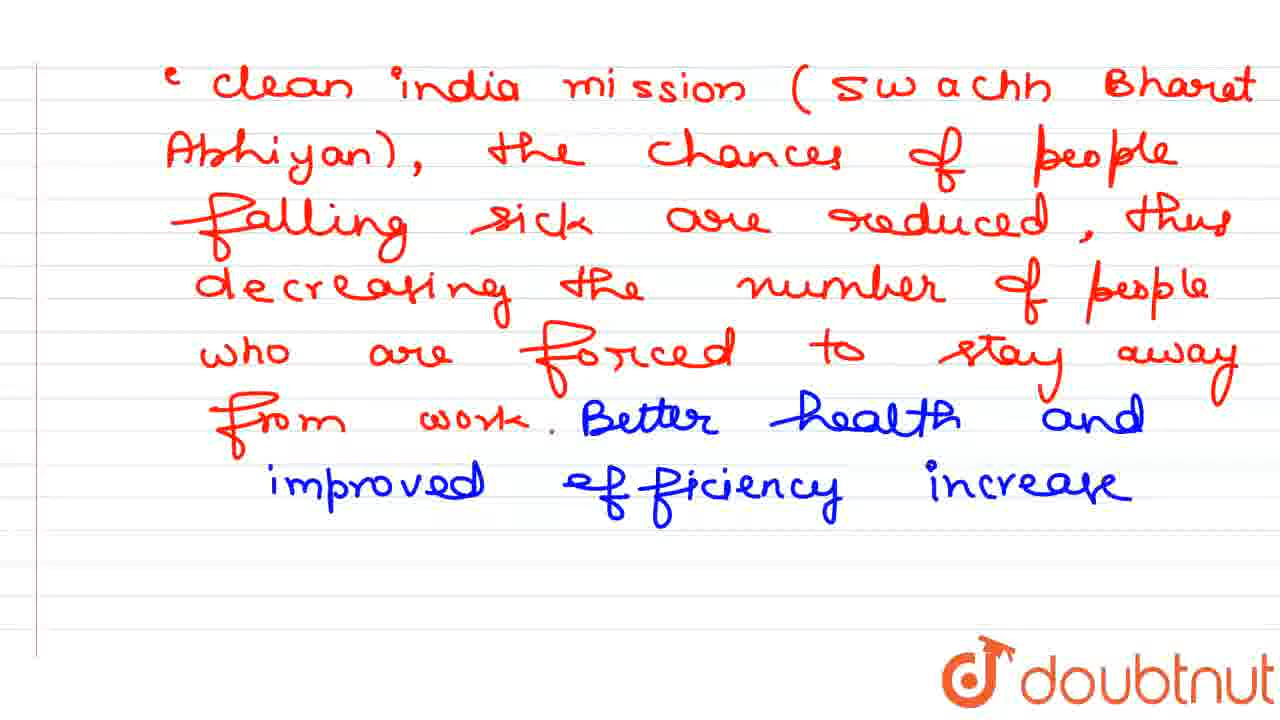 ‘ clean india mission (swachh Bharat
Abhiyan), the chances of people
falling sick are reduced, thus
decreasing the number of people
who are forced to stay away
from work. Better health and
improved efficiency increase
doubtnut